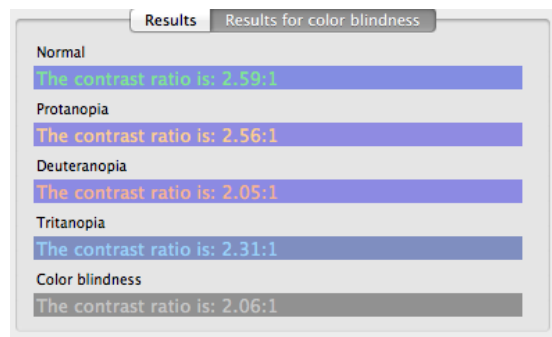 Results Results for color blindness
Normal
The contrast ratio is: 2.59:1
Protanopia
The contrast ratio is: 2.56:1
Deuteranopia
The contrast ratio is: 2.05:1
Tritanopia
The contrast ratio is: 2.31:1
Color blindness
The contrast ratio is: 2.06:1